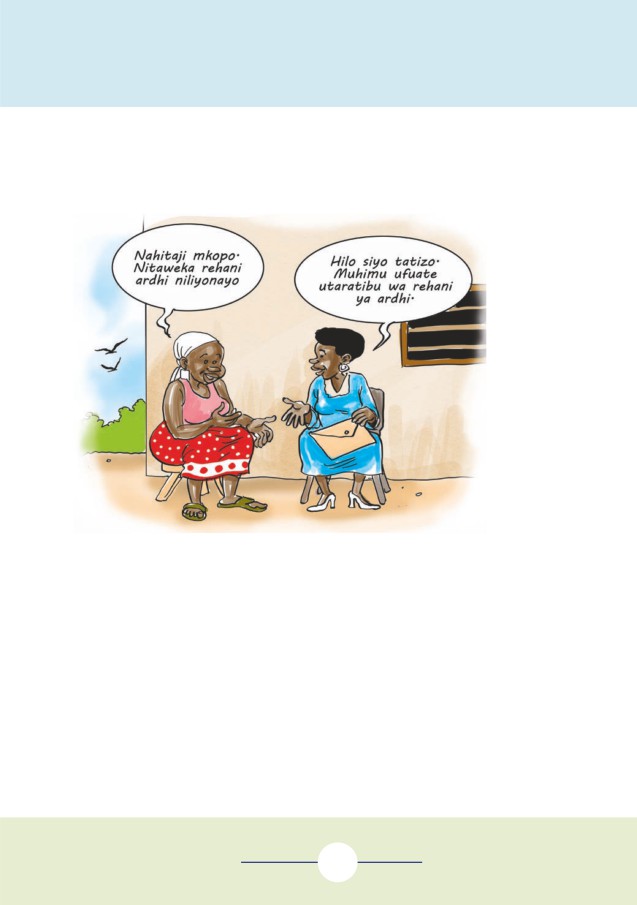 Nahitaji mkopo.
Nitaweka rehani
ardhi niliyonayo
Hilo siyo tatizo.
Muhimu ufuate
utaratibu wa rehani
ya ardhi.